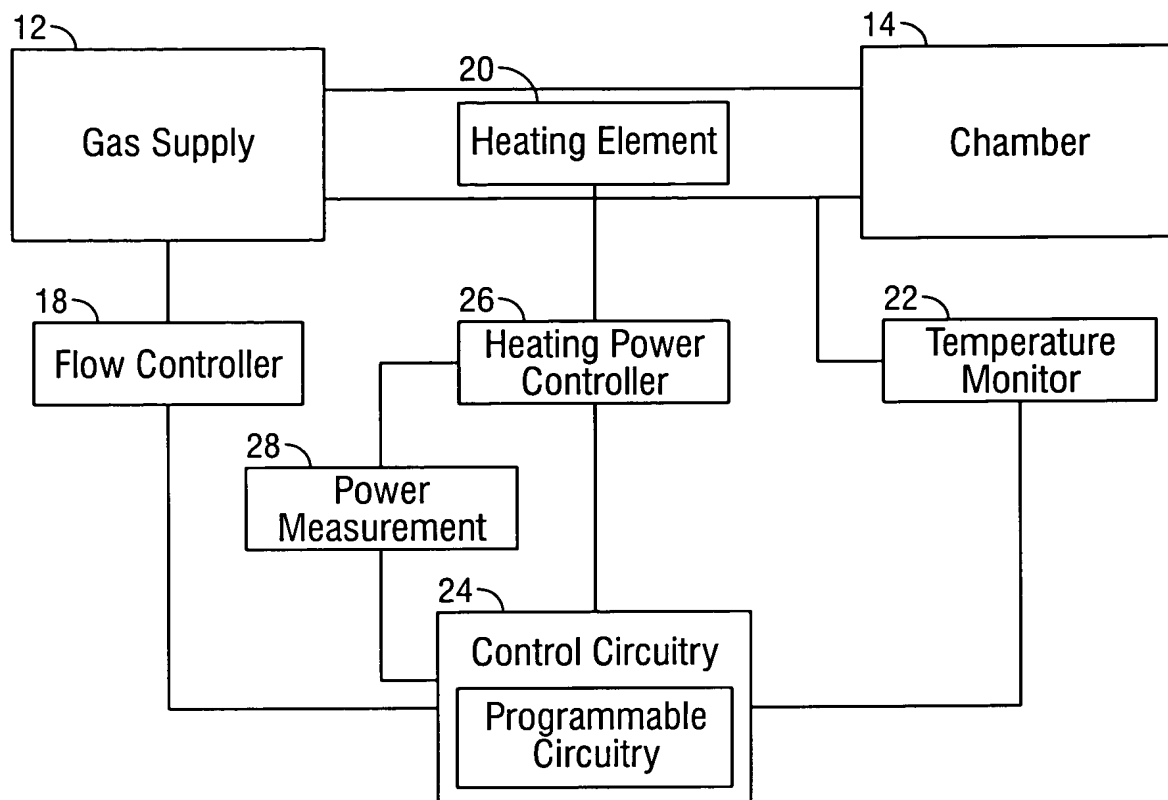 12
Gas Supply
20
Heating Element
14
Chamber
18
Flow Controller
26
Heating Power
Controller
22
Temperature
Monitor
28
Power
Measurement
24
Control Circuitry
Programmable
Circuitry